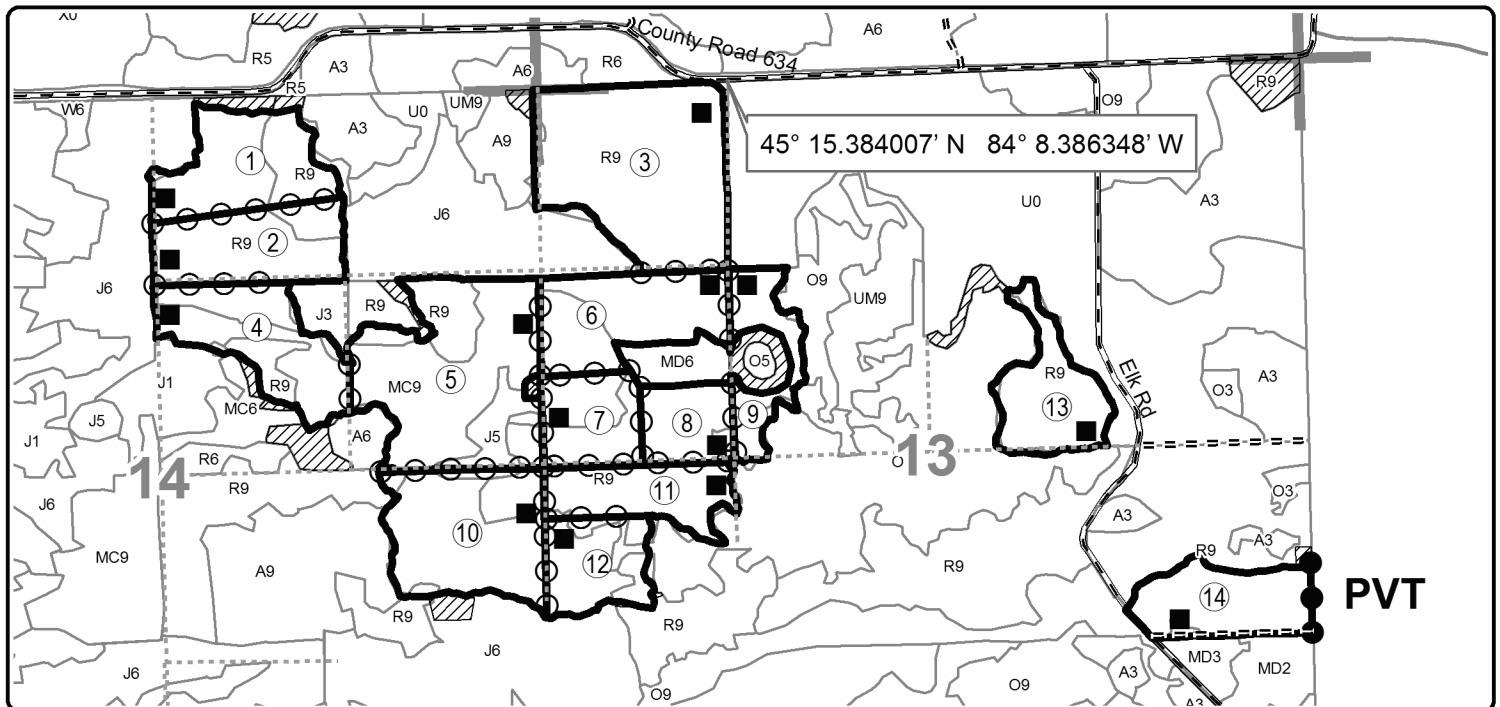 X0
R5
A3
A6
R6
County Road 634
A6
R5
W6
UM9
A3
U0
A9
R9
O9
45° 15.384007' N 84° 8.386348' W
1
R9
R9
3
J6
U0
A3
R9
2
J6
O9
UM9
4
J3
R9
R9
6
MD6
O5
J1
R9
MC9
5
R9
13
Elk Rd
O3
A3
MC6
J5
J1
7
8
9
A6
J5
R6
14
R9
O
13
J6
R9
11
O3
10
A3
MC9
A9
12
R9
R9
A3
14
PVT
R9
R9
J6
J6
O9
O9
A3
MD3
MD2
A3